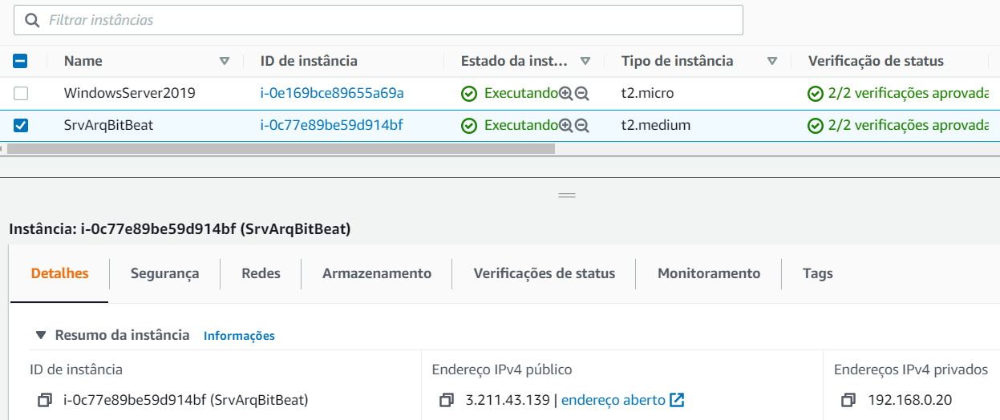 Filtrar instâncias
Name ID de instância Estado da inst... Tipo de instância Verificação de status
WindowsServer2019 i-0e169bce89655a69a Executando t2.micro 2/2 verificações aprovada
SrvArqBitBeat i-0c77e89be59d914bf Executando t2.medium 2/2 verificações aprovada
Instância: i-0c77e89be59d914bf (SrvArqBitBeat)
Detalhes Segurança Redes Armazenamento Verificações de status Monitoramento Tags
Resumo da instância Informações
ID de instância Endereço IPv4 público Endereços IPv4 privados
i-0c77e89be59d914bf (SrvArqBitBeat) 3.211.43.139 | endereço aberto 192.168.0.20